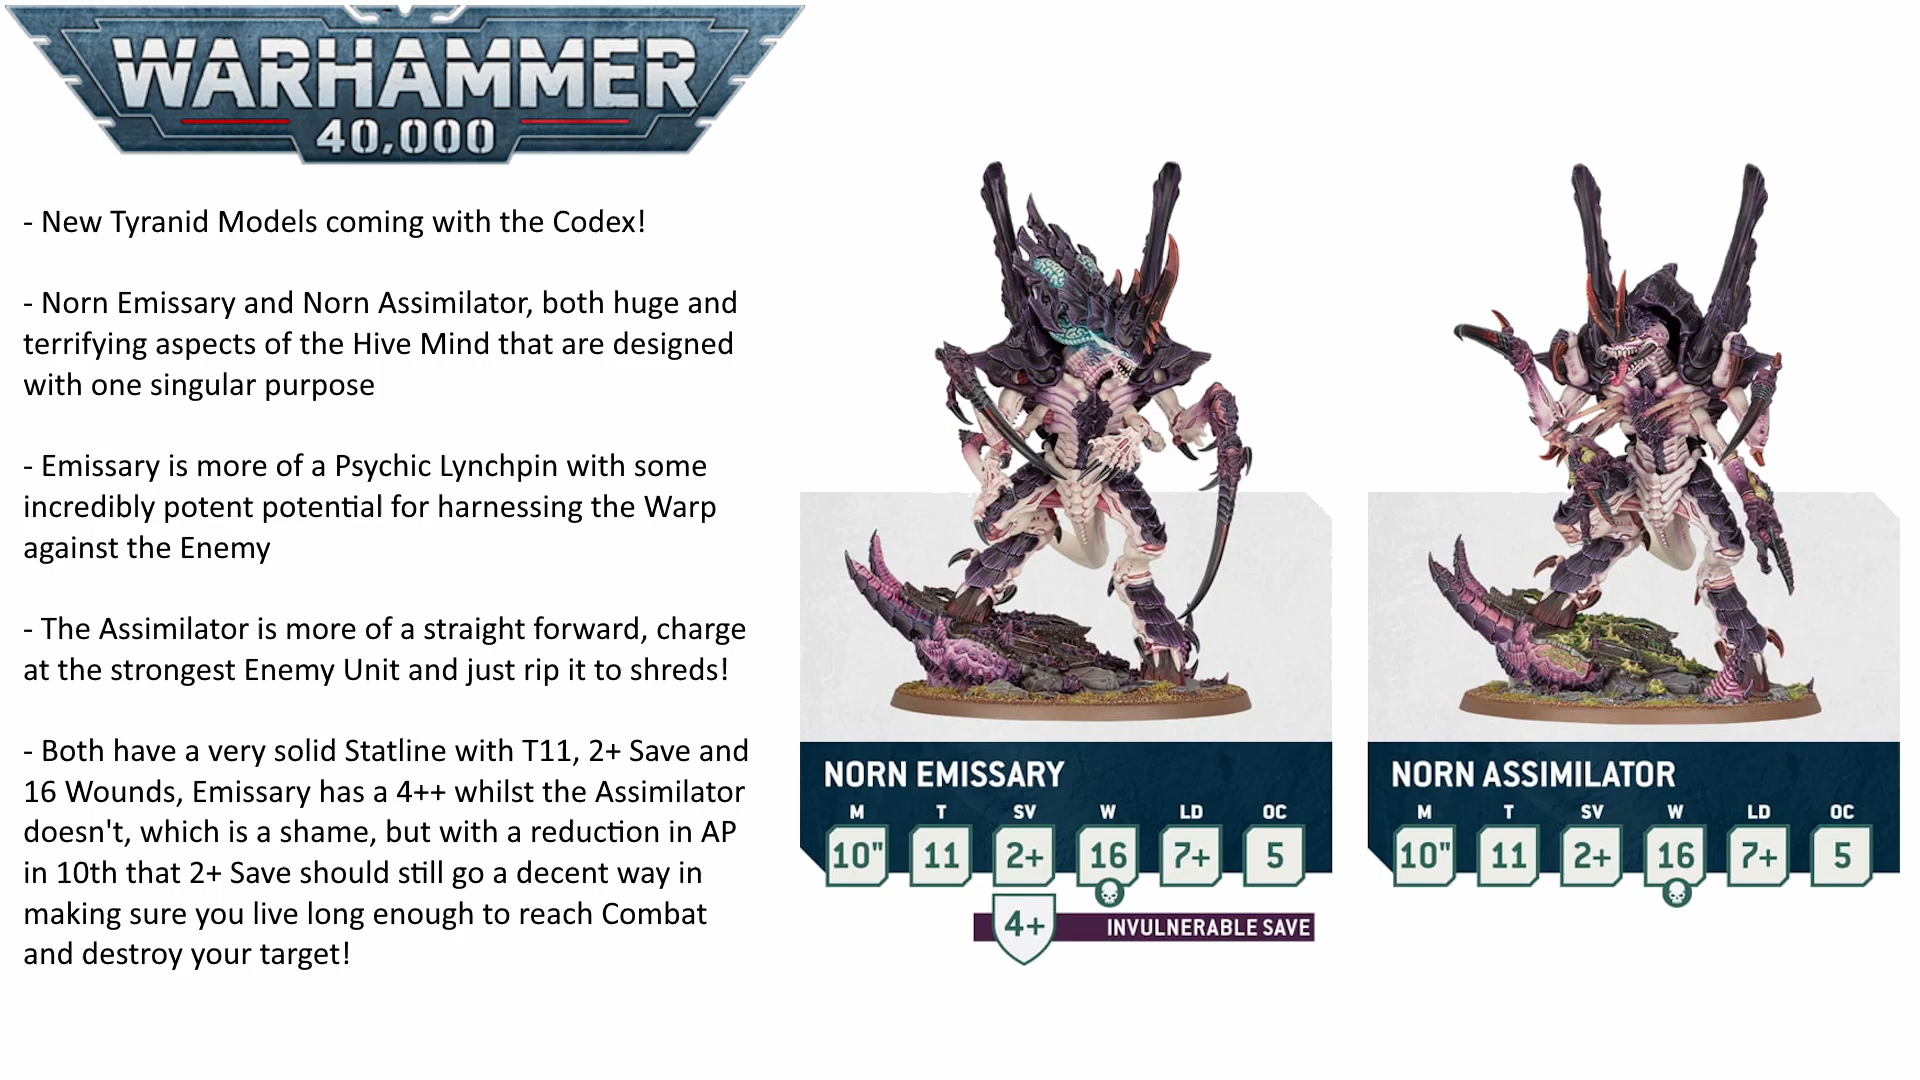 WARHAMMER
40,000
- New Tyranid Models coming with the Codex!
- Norn Emissary and Norn Assimilator, both huge and
terrifying aspects of the Hive Mind that are designed
with one singular purpose
- Emissary is more of a Psychic Lynchpin with some
incredibly potent potential for harnessing the Warp
against the Enemy
- The Assimilator is more of a straight forward, charge
at the strongest Enemy Unit and just rip it to shreds!
- Both have a very solid Statline with T11, 2+ Save and
16 Wounds, Emissary has a 4++ whilst the Assimilator
doesn't, which is a shame, but with a reduction in AP
in 10th that 2+ Save should still go a decent way in
making sure you live long enough to reach Combat
and destroy your target!
NORN EMISSARY
M T SV W LD OC
10" 11 2+ 16 7+ 5
4+ INVULNERABLE SAVE
NORN ASSIMILATOR
M T SV W LD OC
10" 11 2+ 16 7+ 5